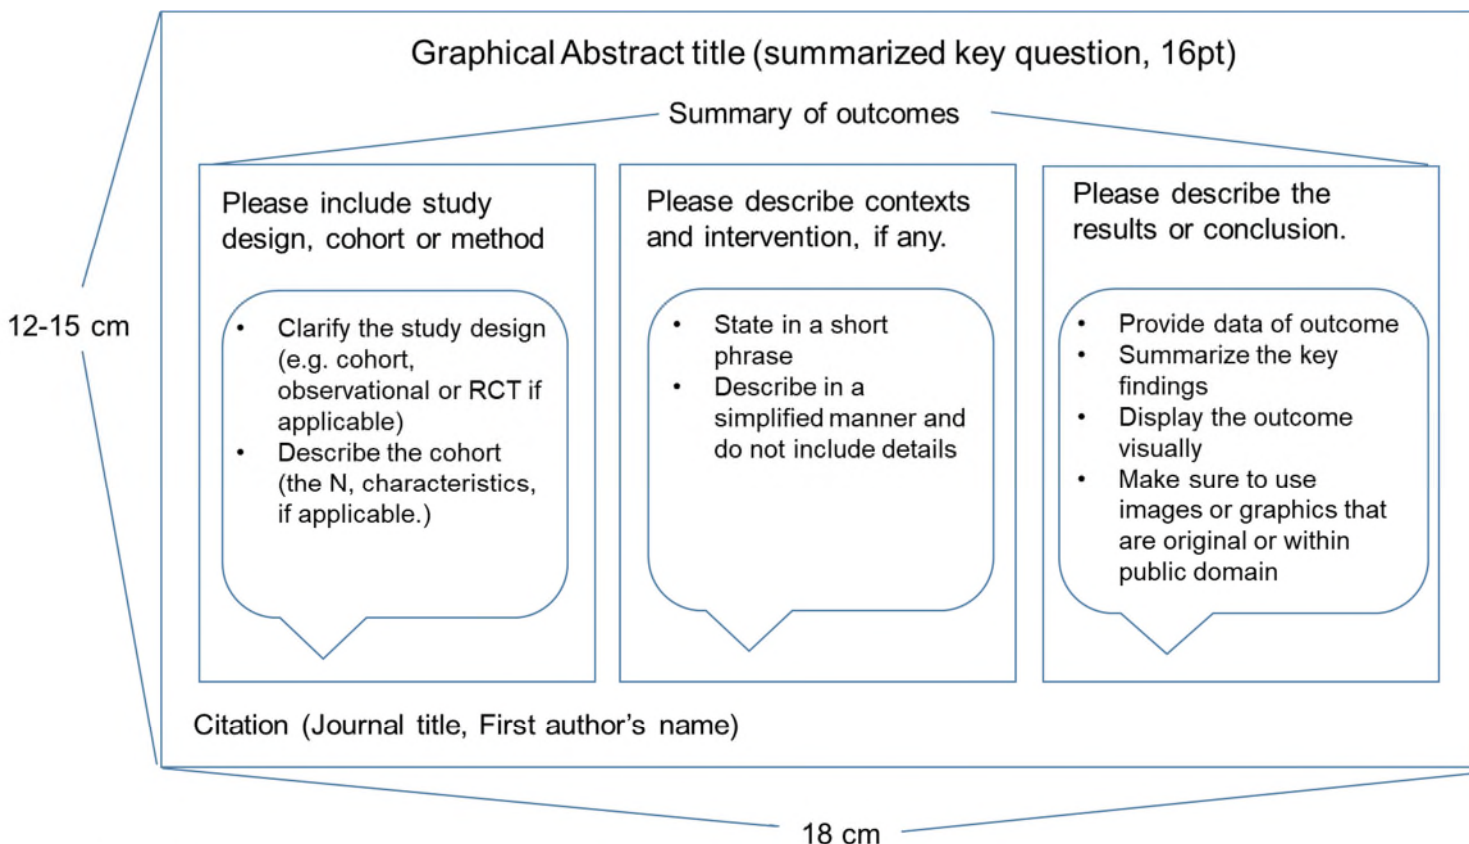 Graphical Abstract title (summarized key question, 16pt)
Summary of outcomes
Please include study
design, cohort or method
• Clarify the study design
(e.g. cohort,
observational or RCT if
applicable)
• Describe the cohort
(the N, characteristics,
if applicable.)
Please describe contexts
and intervention, if any.
• State in a short
phrase
• Describe in a
simplified manner and
do not include details
Please describe the
results or conclusion.
• Provide data of outcome
• Summarize the key
findings
• Display the outcome
visually
• Make sure to use
images or graphics that
are original or within
public domain
12-15 cm
Citation (Journal title, First author’s name)
18 cm